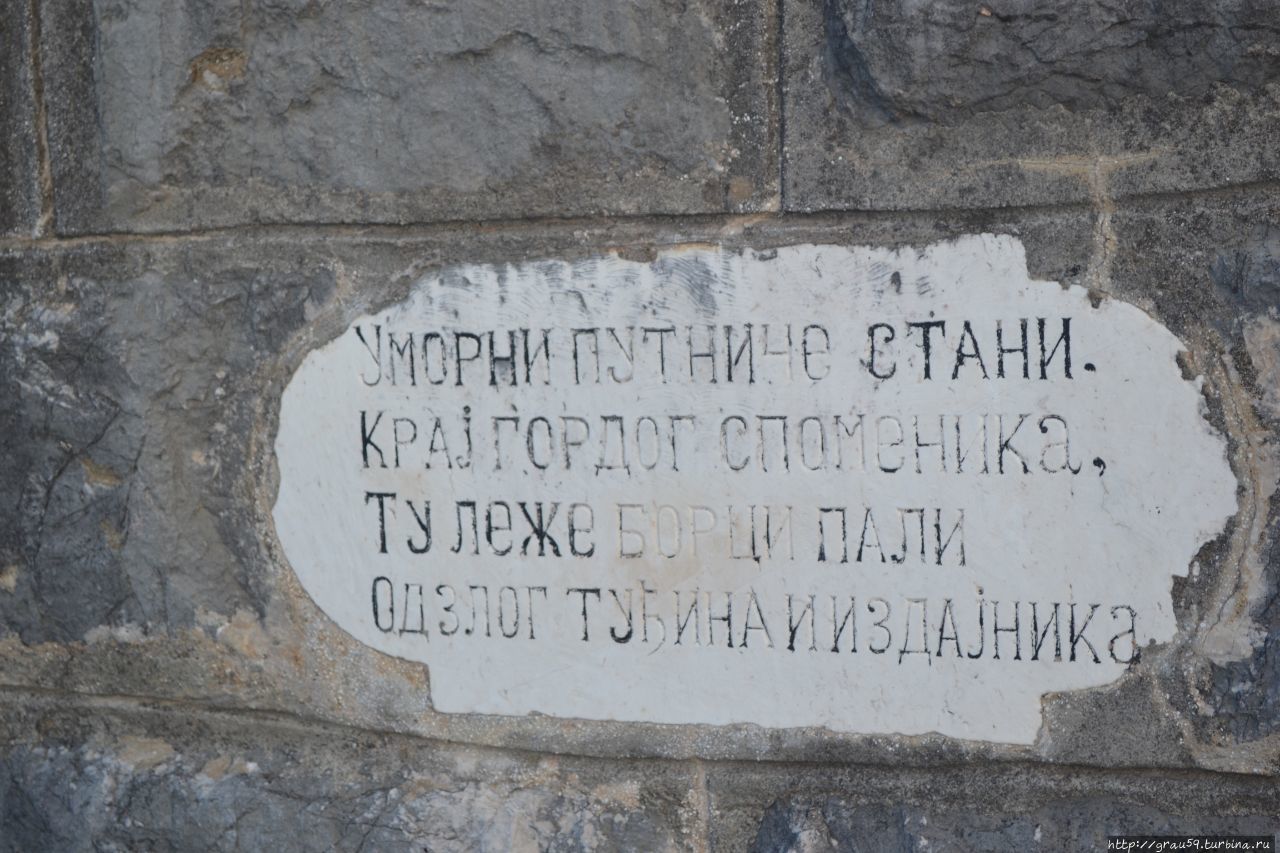 Уморни путниче стани.
Крај гордог споменика,
Ту леже борци пали
Од злог туђина и издајника
http://grau59.turbina.ru